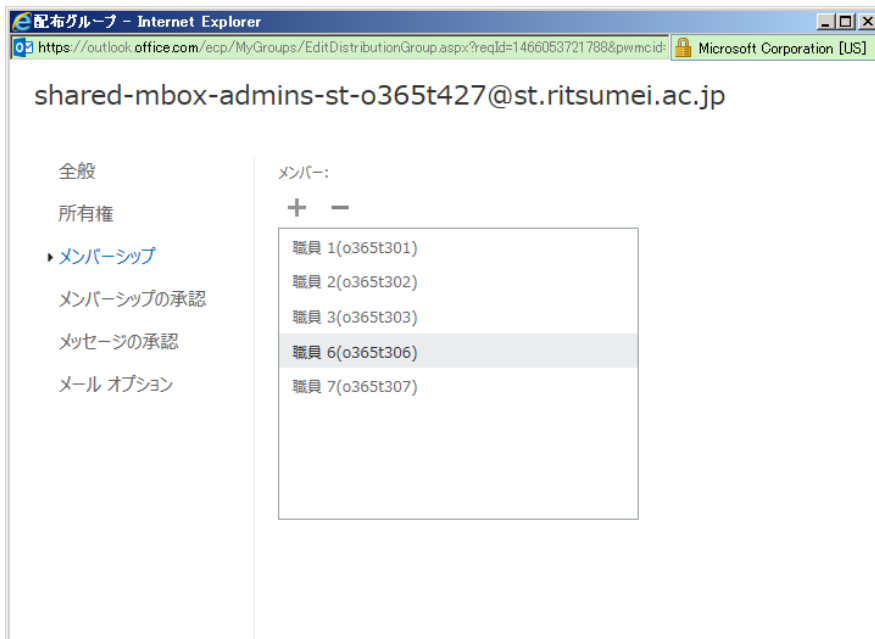 配布グループ - Internet Explorer
https://outlook.office.com/ecp/MyGroups/EditDistributionGroup.aspx?reqId=1466053721788&pwmcid= Microsoft Corporation [US]
shared-mbox-admins-st-o365t427@st.ritsumei.ac.jp
全般
所有権
メンバーシップ
メンバーシップの承認
メッセージの承認
メール オプション
メンバー:
職員 1(o365t301)
職員 2(o365t302)
職員 3(o365t303)
職員 6(o365t306)
職員 7(o365t307)